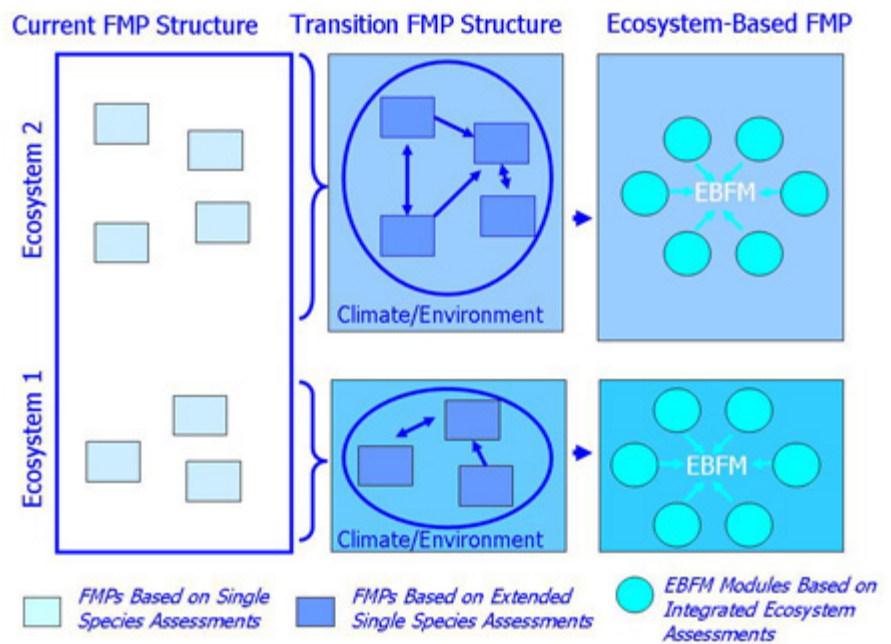 Current FMP Structure
Transition FMP Structure
Ecosystem-Based FMP
Ecosystem 2
EBFM
Climate/Environment
Ecosystem 1
EBFM
Climate/Environment
FMPs Based on Single
Species Assessments
FMPs Based on Extended
Single Species Assessments
EBFM Modules Based on
Integrated Ecosystem
Assessments